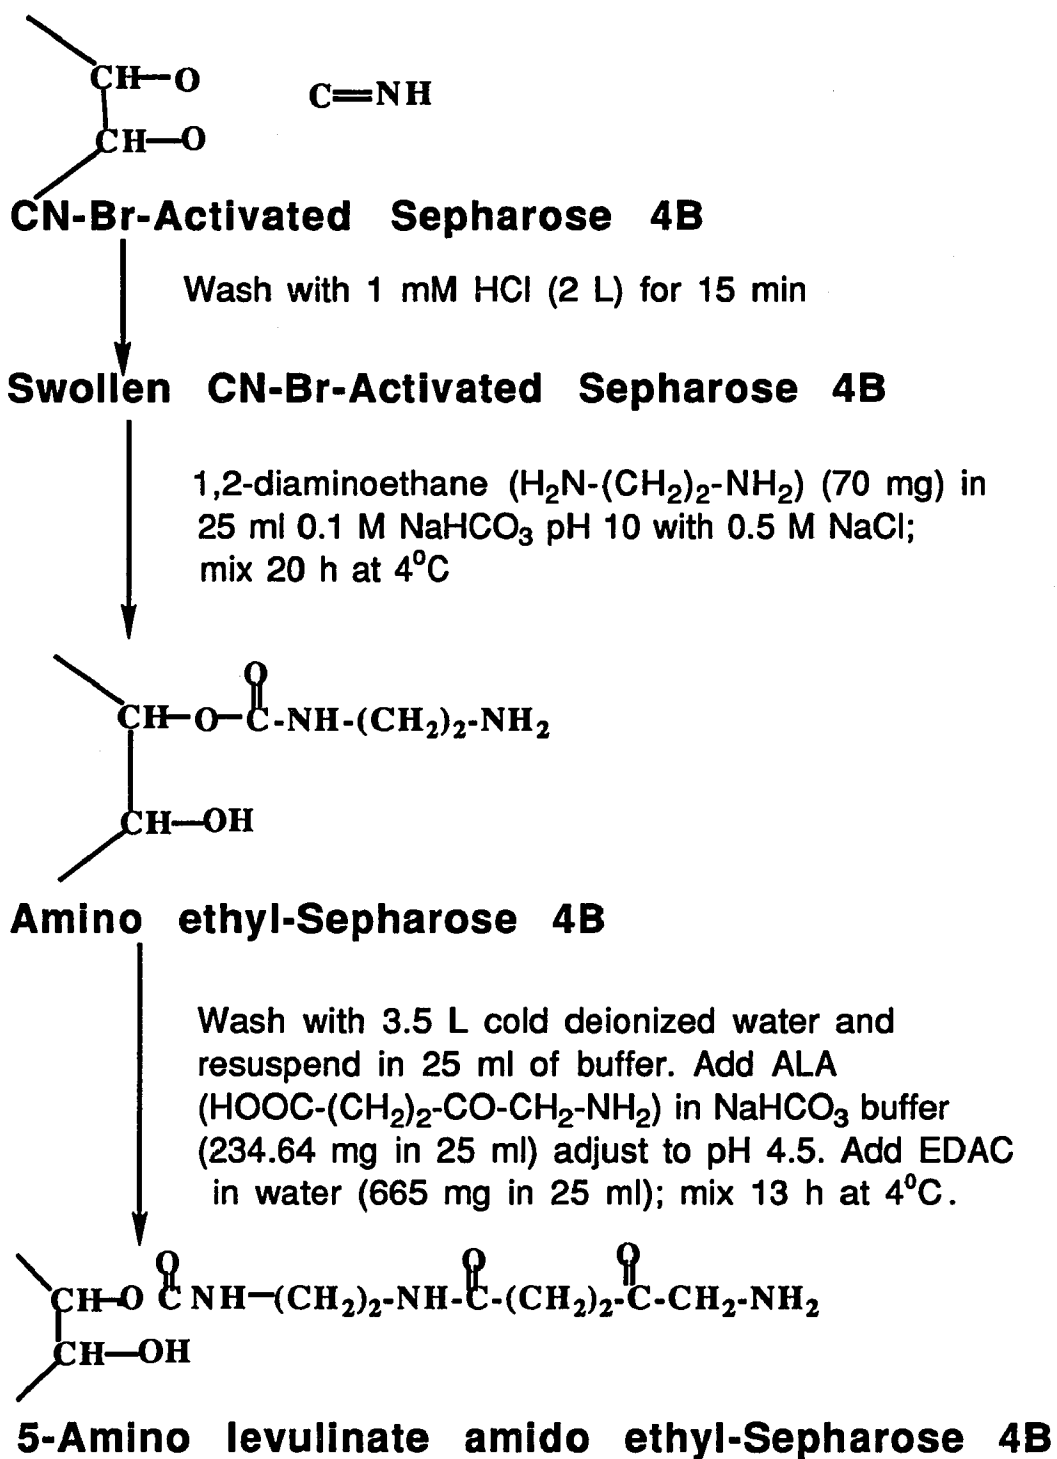 CH—O
C=NH
CH—O
CN-Br-Activated Sepharose 4B
Wash with 1 mM HCl (2 L) for 15 min
Swollen CN-Br-Activated Sepharose 4B
1,2-diaminoethane (H₂N-(CH₂)₂-NH₂) (70 mg) in
25 ml 0.1 M NaHCO₃ pH 10 with 0.5 M NaCl;
mix 20 h at 4°C
O
CH—O—C-NH-(CH₂)₂-NH₂
CH—OH
Amino ethyl-Sepharose 4B
Wash with 3.5 L cold deionized water and
resuspend in 25 ml of buffer. Add ALA
(HOOC-(CH₂)₂-CO-CH₂-NH₂) in NaHCO₃ buffer
(234.64 mg in 25 ml) adjust to pH 4.5. Add EDAC
in water (665 mg in 25 ml); mix 13 h at 4°C.
O O O
CH—O C NH—(CH₂)₂-NH-C-(CH₂)₂-C-CH₂-NH₂
CH—OH
5-Amino levulinate amido ethyl-Sepharose 4B